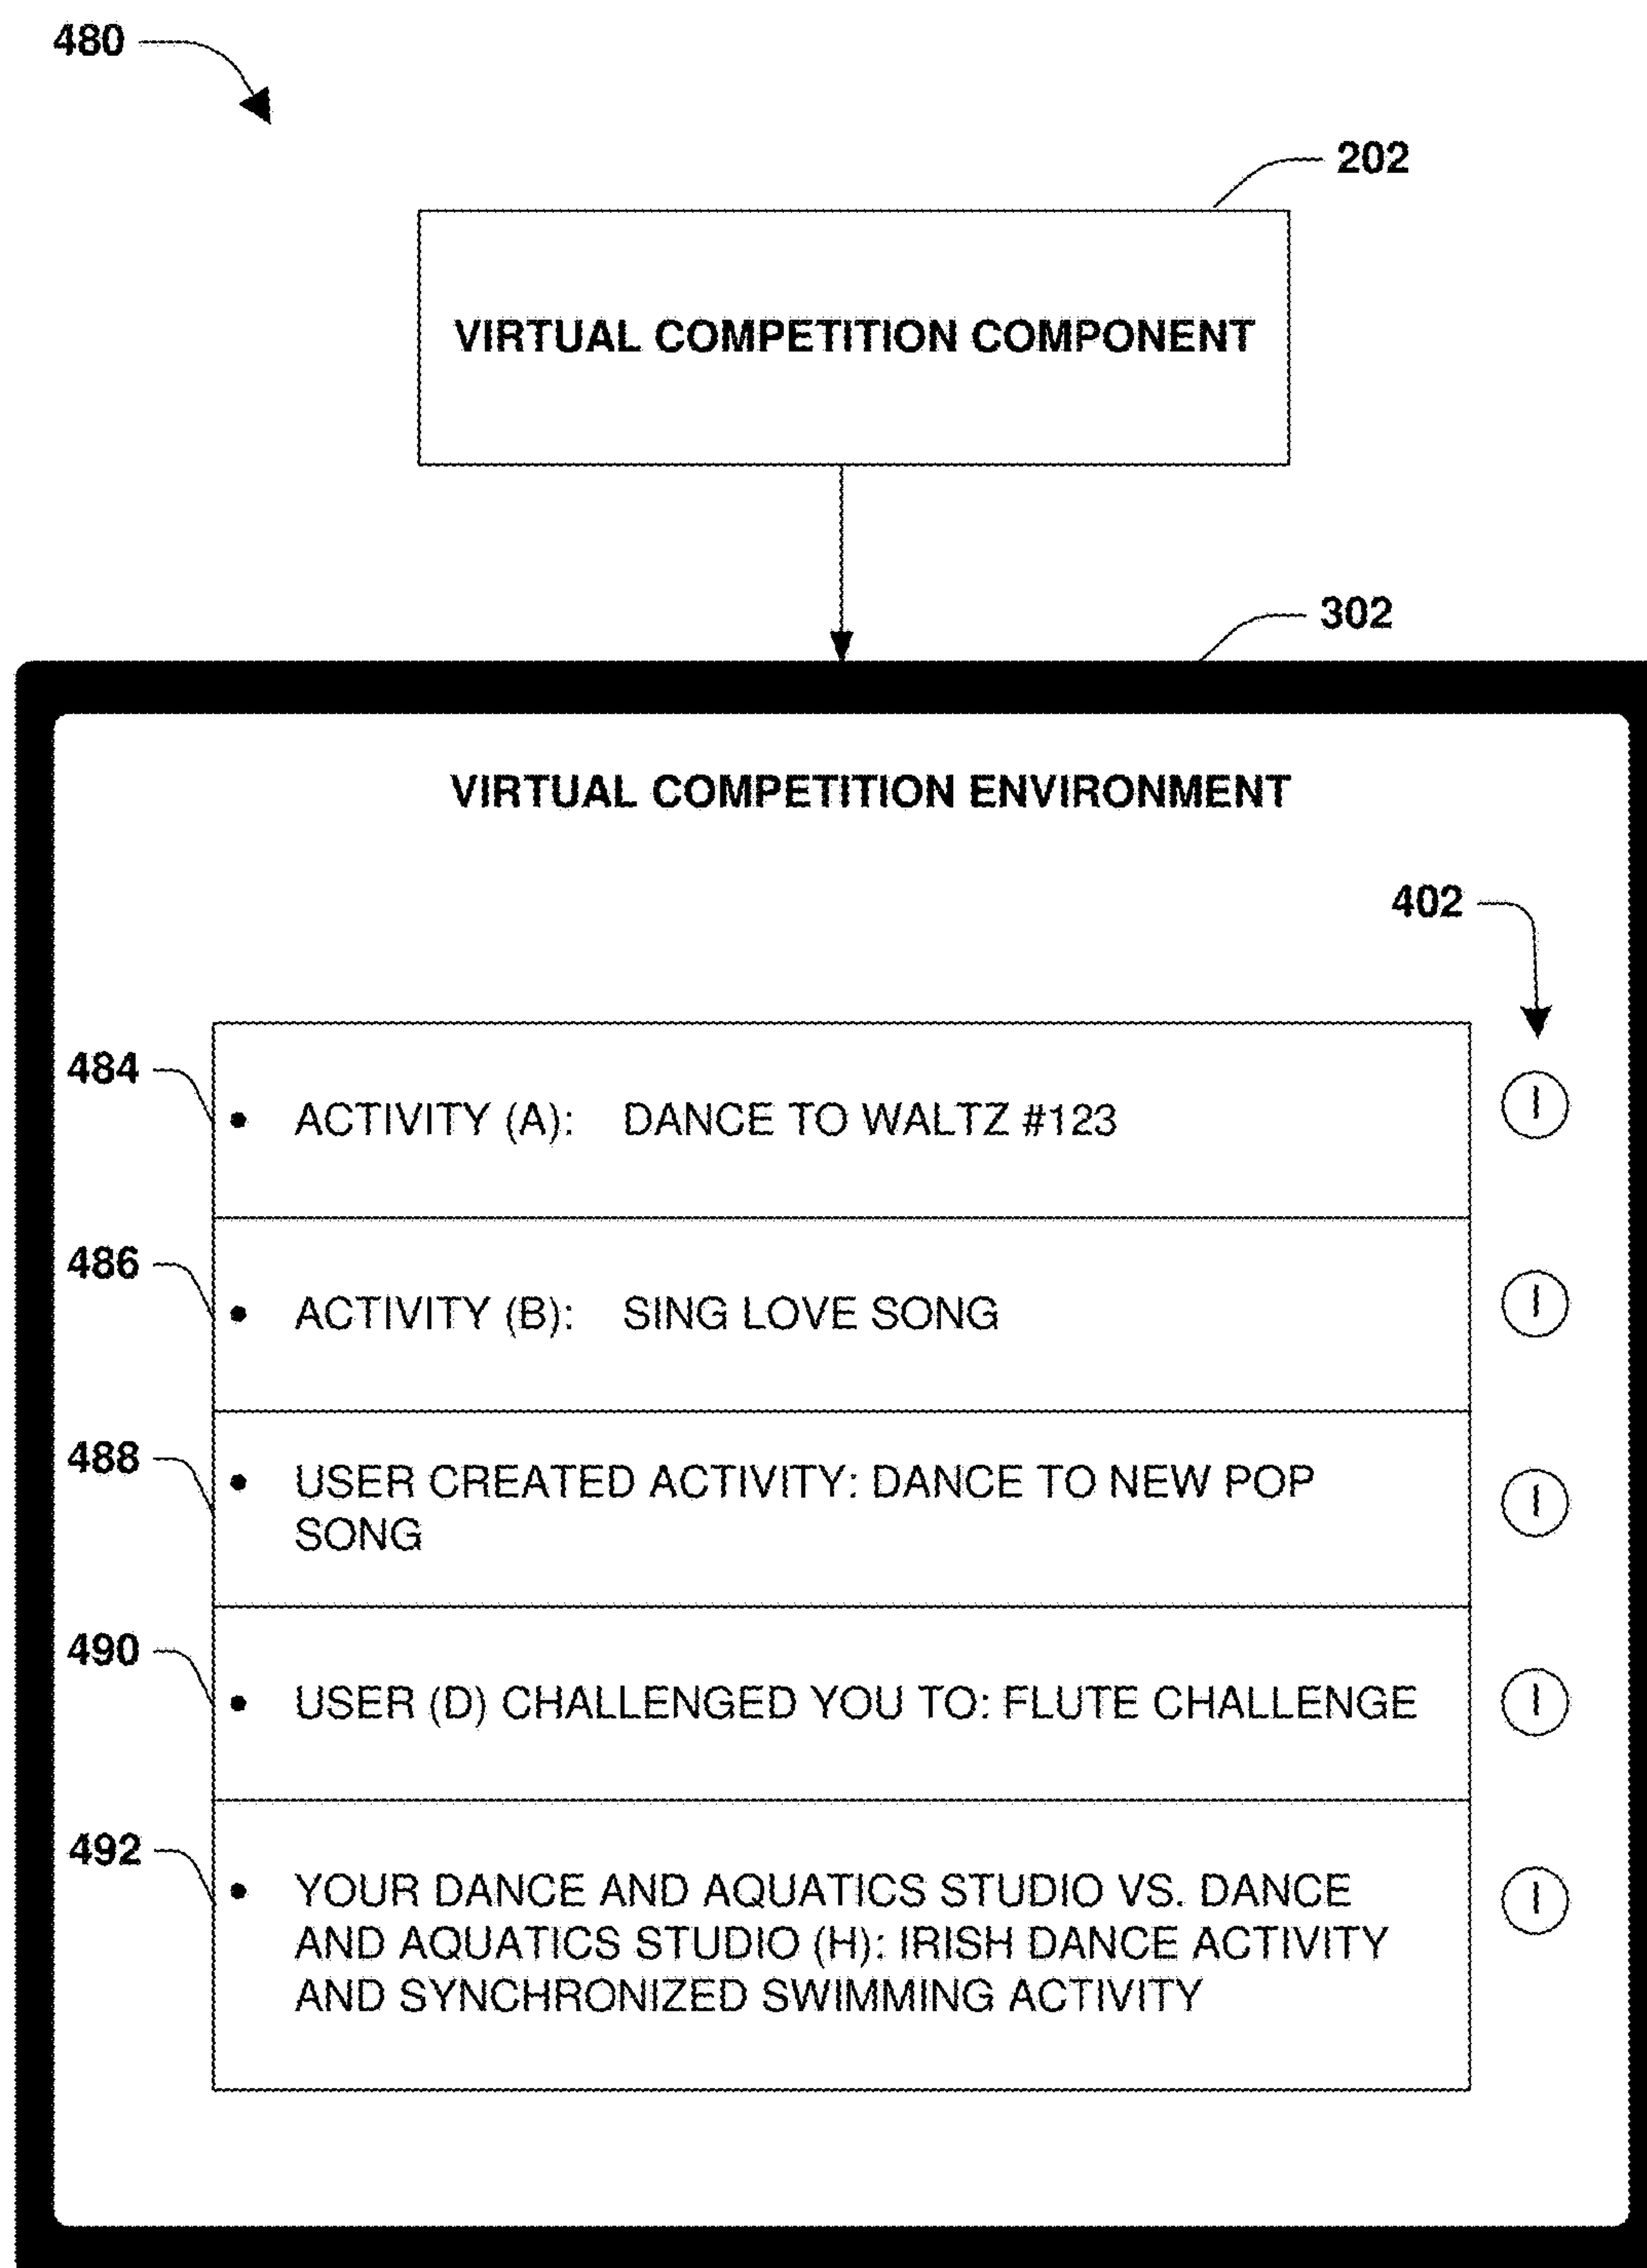 480
202
VIRTUAL COMPETITION COMPONENT
302
VIRTUAL COMPETITION ENVIRONMENT
402
484
• ACTIVITY (A): DANCE TO WALTZ #123
I
486
• ACTIVITY (B): SING LOVE SONG
I
488
• USER CREATED ACTIVITY: DANCE TO NEW POP
SONG
I
490
• USER (D) CHALLENGED YOU TO: FLUTE CHALLENGE
I
492
• YOUR DANCE AND AQUATICS STUDIO VS. DANCE
AND AQUATICS STUDIO (H): IRISH DANCE ACTIVITY
AND SYNCHRONIZED SWIMMING ACTIVITY
I